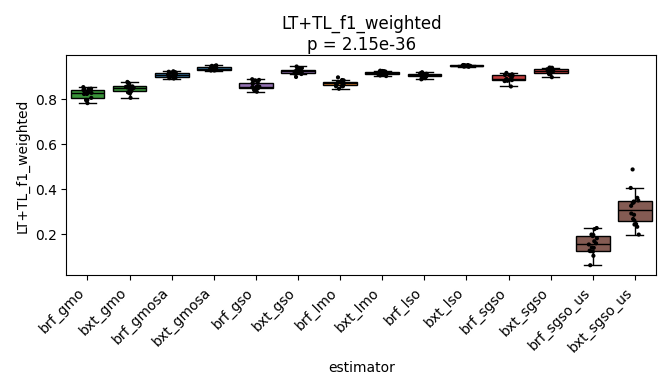 LT+TL_f1_weighted
p = 2.15e-36
LT+TL_f1_weighted
0.8
0.6
0.4
0.2
brf_gmo
bxt_gmo
brf_gmosa
bxt_gmosa
brf_gso
bxt_gso
brf_lmo
bxt_lmo
brf_lso
bxt_lso
brf_sgso
bxt_sgso
brf_sgso_us
bxt_sgso_us
estimator